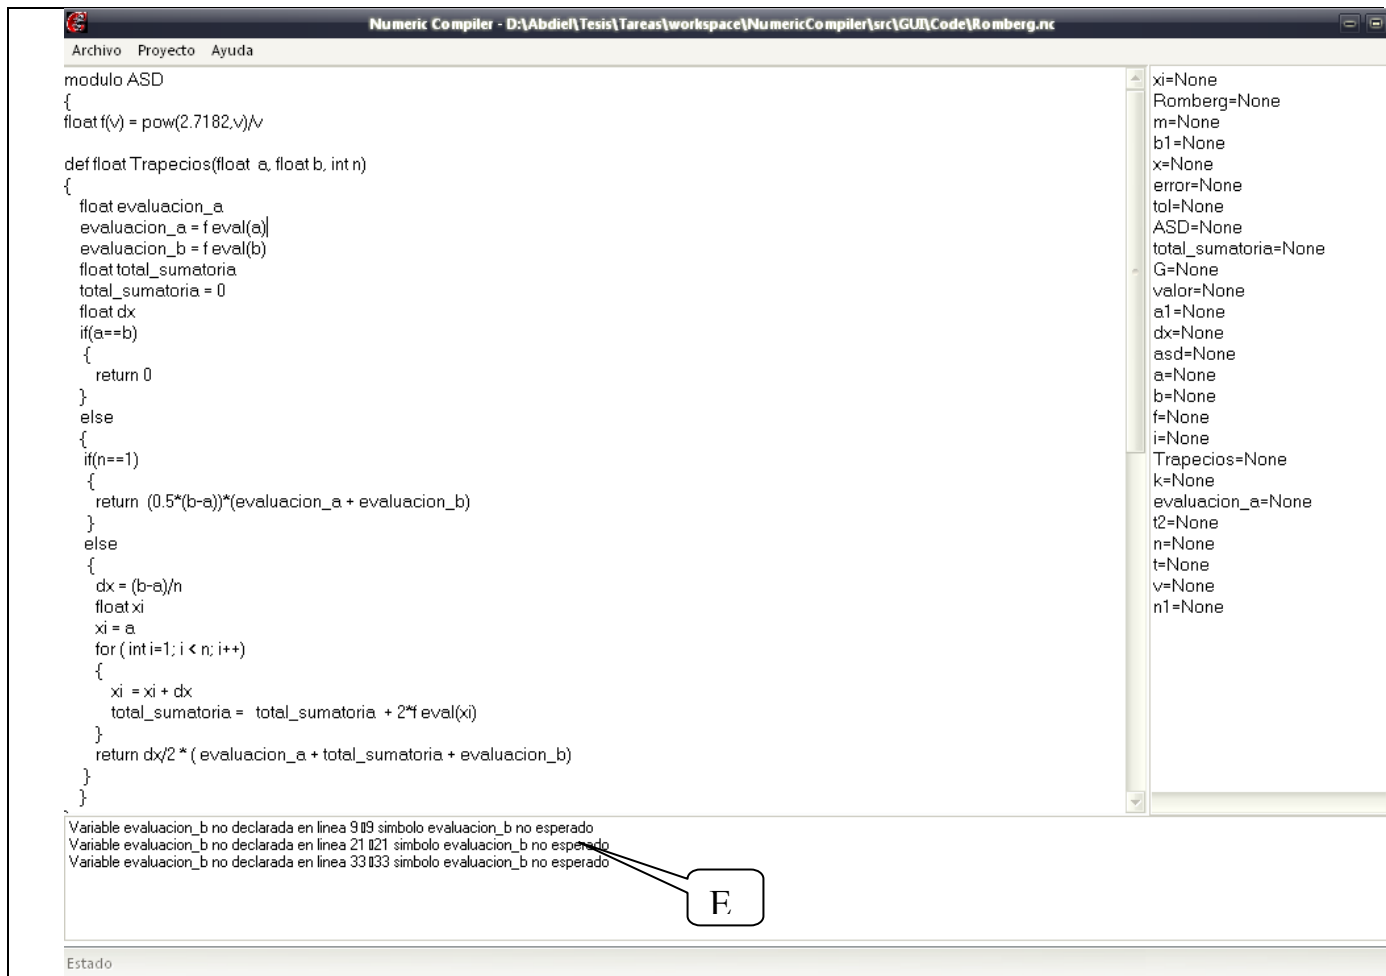 Numeric Compiler - D:\Abdiel\Tesis\Tareas\workspace\NumericCompiler\src\GUI\Code\Romberg.nc
Archivo Proyecto Ayuda
modulo ASD
{
float f(v) = pow(2.7182,v)/v
def float Trapecios(float a, float b, int n)
{
float evaluacion_a
evaluacion_a = f eval(a)
evaluacion_b = f eval(b)
float total_sumatoria
total_sumatoria = 0
float dx
if(a==b)
{
return 0
}
else
{
if(n==1)
{
return (0.5*(b-a))*(evaluacion_a + evaluacion_b)
}
else
{
dx = (b-a)/n
float xi
xi = a
for ( int i=1; i < n; i++)
{
xi = xi + dx
total_sumatoria = total_sumatoria + 2*f eval(xi)
}
return dx/2 * ( evaluacion_a + total_sumatoria + evaluacion_b)
}
}
xi=None
Romberg=None
m=None
b1=None
x=None
error=None
tol=None
ASD=None
total_sumatoria=None
G=None
valor=None
a1=None
dx=None
asd=None
a=None
b=None
f=None
i=None
Trapecios=None
k=None
evaluacion_a=None
t2=None
n=None
t=None
v=None
n1=None
Variable evaluacion_b no declarada en linea 9 9 simbolo evaluacion_b no esperado
Variable evaluacion_b no declarada en linea 21 21 simbolo evaluacion_b no esperado
Variable evaluacion_b no declarada en linea 33 33 simbolo evaluacion_b no esperado
E
Estado